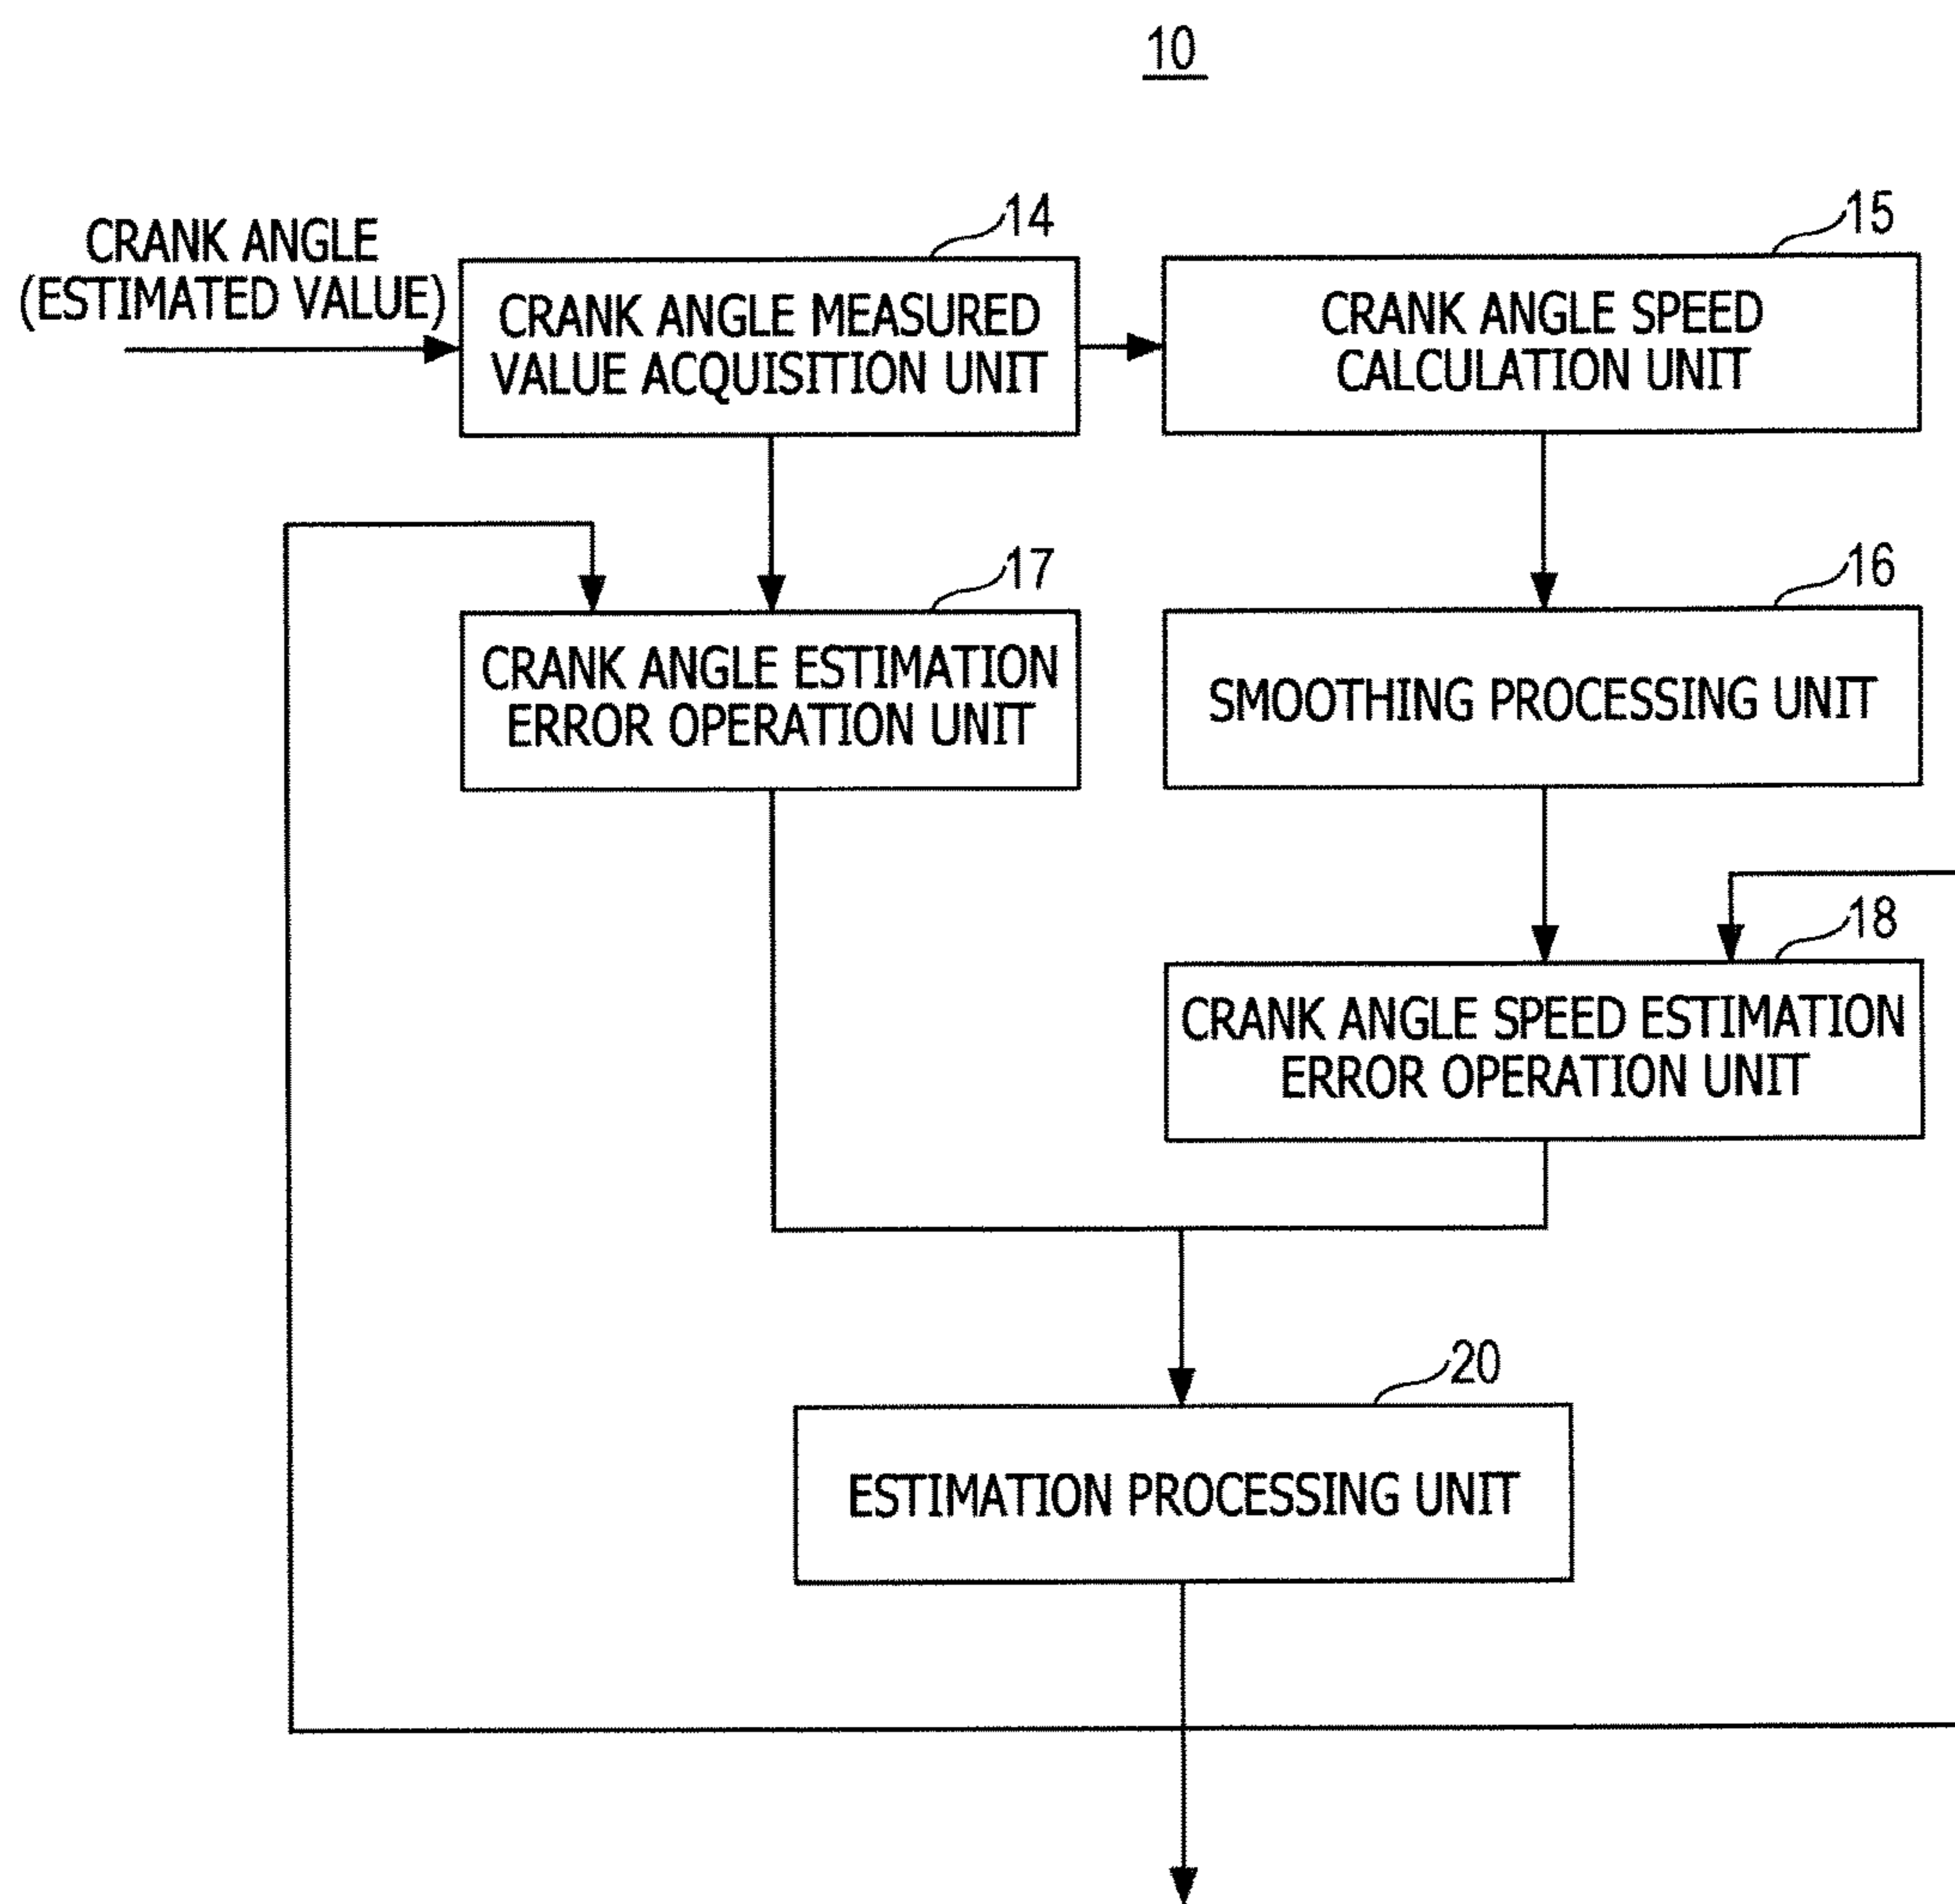 10
14
15
CRANK ANGLE
(ESTIMATED VALUE)
CRANK ANGLE MEASURED
VALUE ACQUISITION UNIT
CRANK ANGLE SPEED
CALCULATION UNIT
17
16
CRANK ANGLE ESTIMATION
ERROR OPERATION UNIT
SMOOTHING PROCESSING UNIT
18
CRANK ANGLE SPEED ESTIMATION
ERROR OPERATION UNIT
20
ESTIMATION PROCESSING UNIT